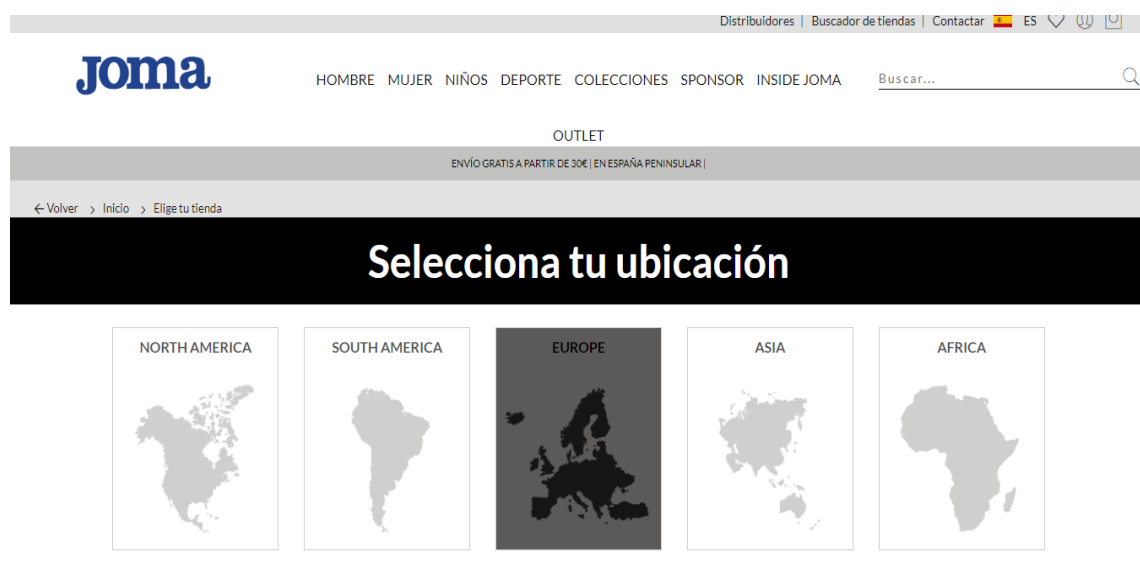 Distribuidores | Buscador de tiendas | Contactar ES
Joma
HOMBRE MUJER NIÑOS DEPORTE COLECCIONES SPONSOR INSIDE JOMA
Buscar...
OUTLET
ENVÍO GRATIS A PARTIR DE 30€ | EN ESPAÑA PENINSULAR |
← Volver > Inicio > Elige tu tienda
Selecciona tu ubicación
NORTH AMERICA
SOUTH AMERICA
EUROPE
ASIA
AFRICA